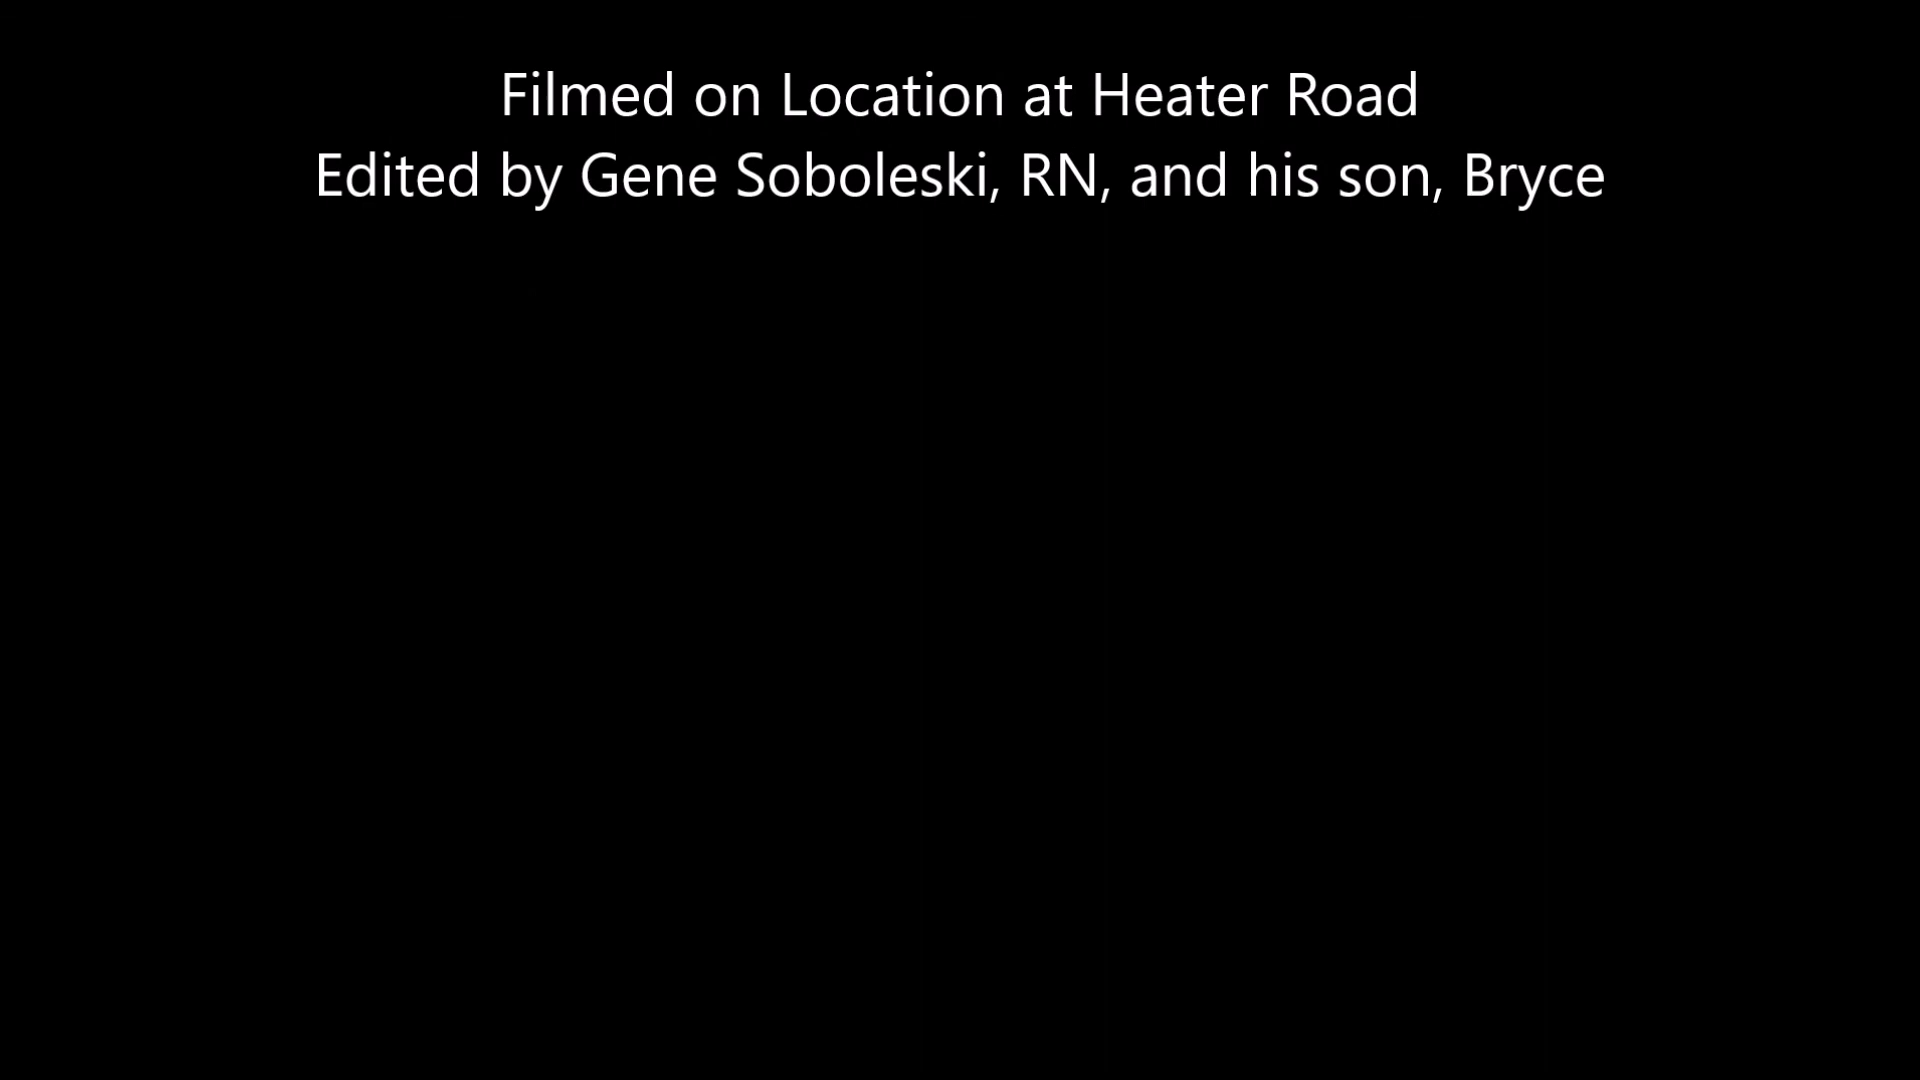 Filmed on Location at Heater Road
Edited by Gene Soboleski, RN, and his son, Bryce